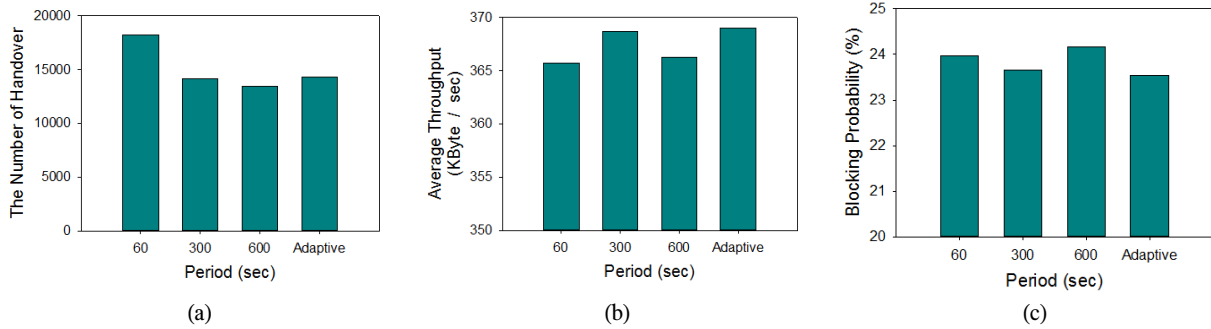 The Number of Handover
20000
15000
10000
5000
0
60 300 600 Adaptive
Period (sec)
(a)
Average Throughput
(KByte / sec)
370
365
360
355
350
60 300 600 Adaptive
Period (sec)
(b)
Blocking Probability (%)
25
24
23
22
21
20
60 300 600 Adaptive
Period (sec)
(c)